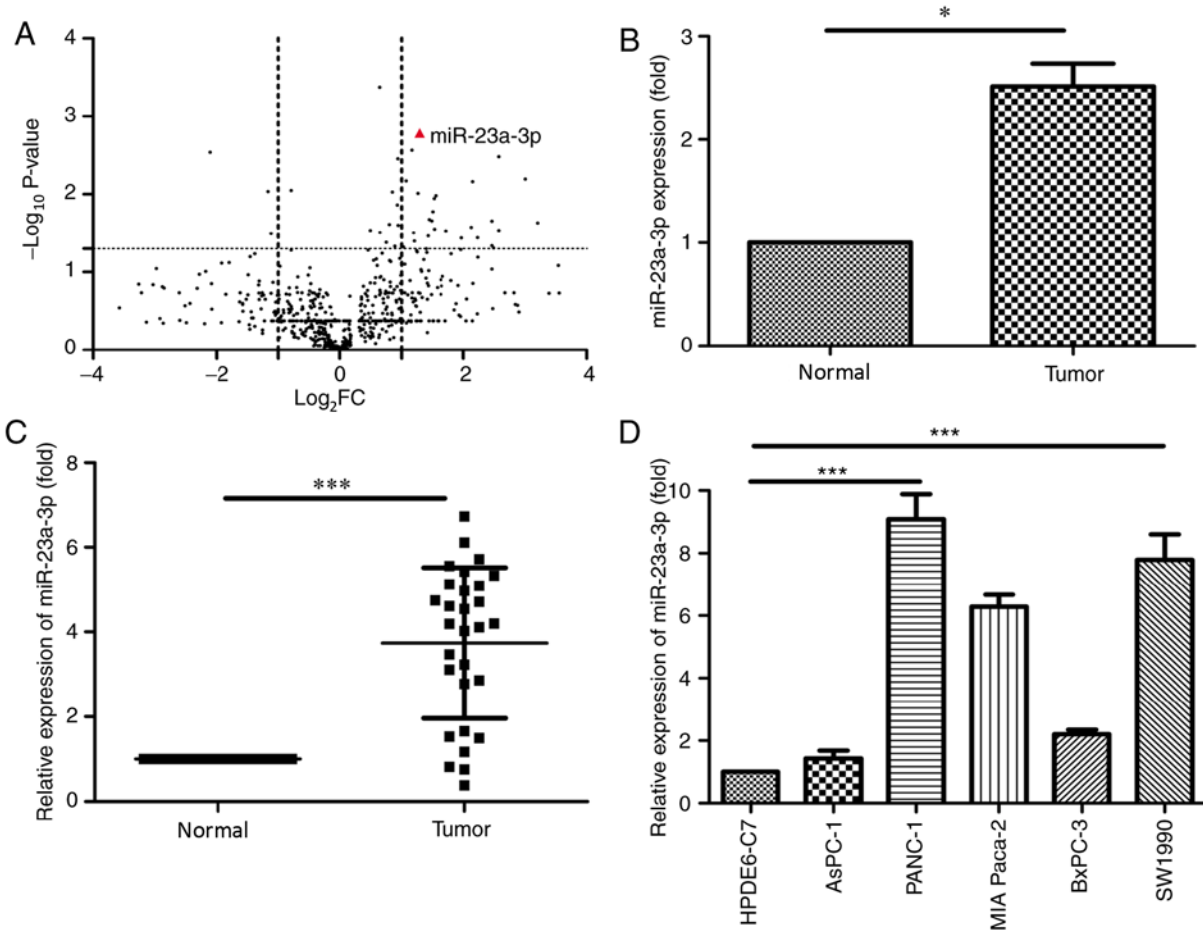 A
4
3
2
1
0
−Log10 P-value
miR-23a-3p
−4
−2
0
2
4
Log2FC
B
*
3
2
1
0
miR-23a-3p expression (fold)
Normal
Tumor
C
***
8
6
4
2
0
Relative expression of miR-23a-3p (fold)
Normal
Tumor
D
***
***
10
8
6
4
2
0
Relative expression of miR-23a-3p (fold)
HPDE6-C7
AsPC-1
PANC-1
MIA Paca-2
BxPC-3
SW1990